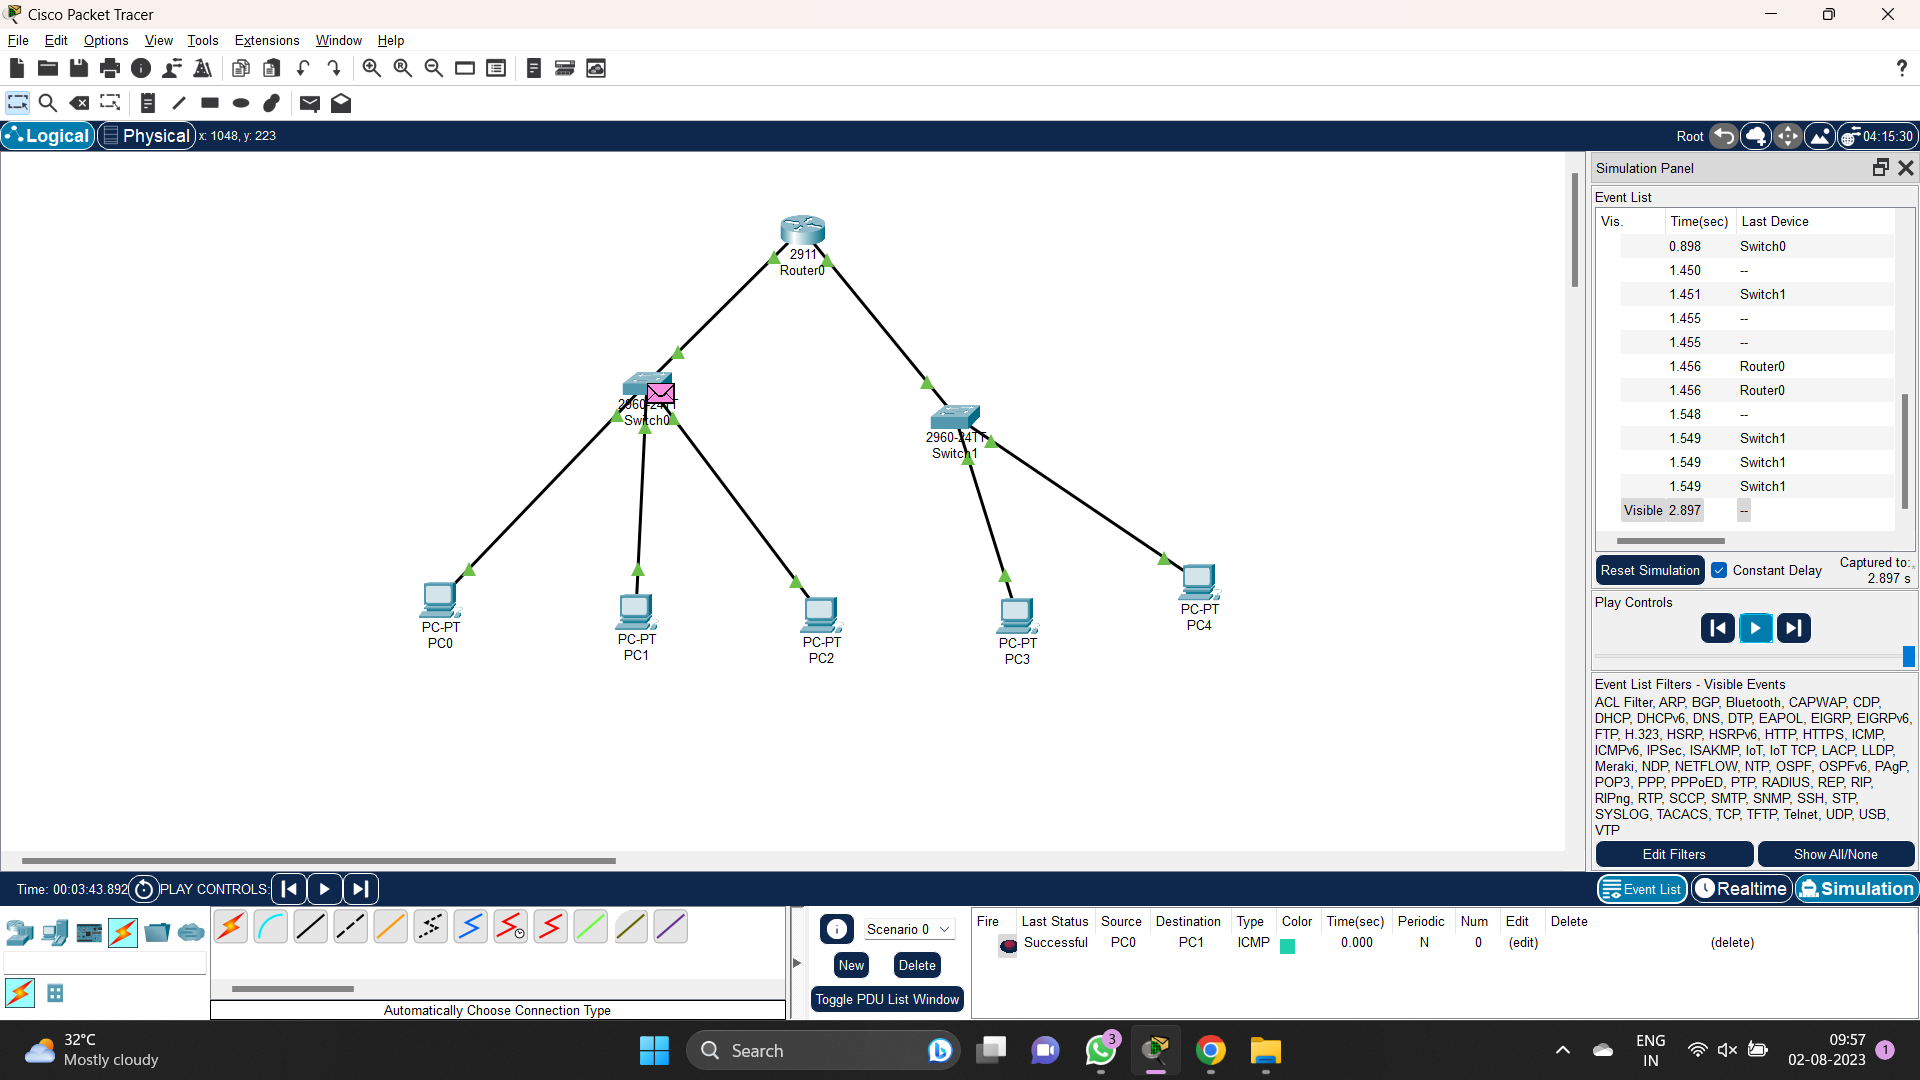 Cisco Packet Tracer
File Edit Options View Tools Extensions Window Help
?
Logical Physical x: 1048, y: 223 Root 04:15:30
2911
Router0
2960-24TT
Switch0
2960-24TT
Switch1
PC-PT
PC0
PC-PT
PC1
PC-PT
PC2
PC-PT
PC3
PC-PT
PC4
Simulation Panel
Event List
Vis. Time(sec) Last Device
0.898 Switch0
1.450 --
1.451 Switch1
1.455 --
1.455 --
1.456 Router0
1.456 Router0
1.548 --
1.549 Switch1
1.549 Switch1
1.549 Switch1
Visible 2.897 --
Reset Simulation Constant Delay Captured to:
2.897 s
Play Controls
Event List Filters - Visible Events
ACL Filter, ARP, BGP, Bluetooth, CAPWAP, CDP,
DHCP, DHCPv6, DNS, DTP, EAPOL, EIGRP, EIGRPv6,
FTP, H.323, HSRP, HSRPv6, HTTP, HTTPS, ICMP,
ICMPv6, IPSec, ISAKMP, IoT, IoT TCP, LACP, LLDP,
Meraki, NDP, NETFLOW, NTP, OSPF, OSPFv6, PAgP,
POP3, PPP, PPPoED, PTP, RADIUS, REP, RIP,
RIPng, RTP, SCCP, SMTP, SNMP, SSH, STP,
SYSLOG, TACACS, TCP, TFTP, Telnet, UDP, USB,
VTP
Edit Filters Show All/None
Time: 00:03:43.892 PLAY CONTROLS: Event List Realtime Simulation
Automatically Choose Connection Type
Scenario 0
New Delete
Toggle PDU List Window
Fire Last Status Source Destination Type Color Time(sec) Periodic Num Edit Delete
Successful PC0 PC1 ICMP 0.000 N 0 (edit) (delete)
32°C
Mostly cloudy
Search
3
ENG
IN
09:57
02-08-2023
1